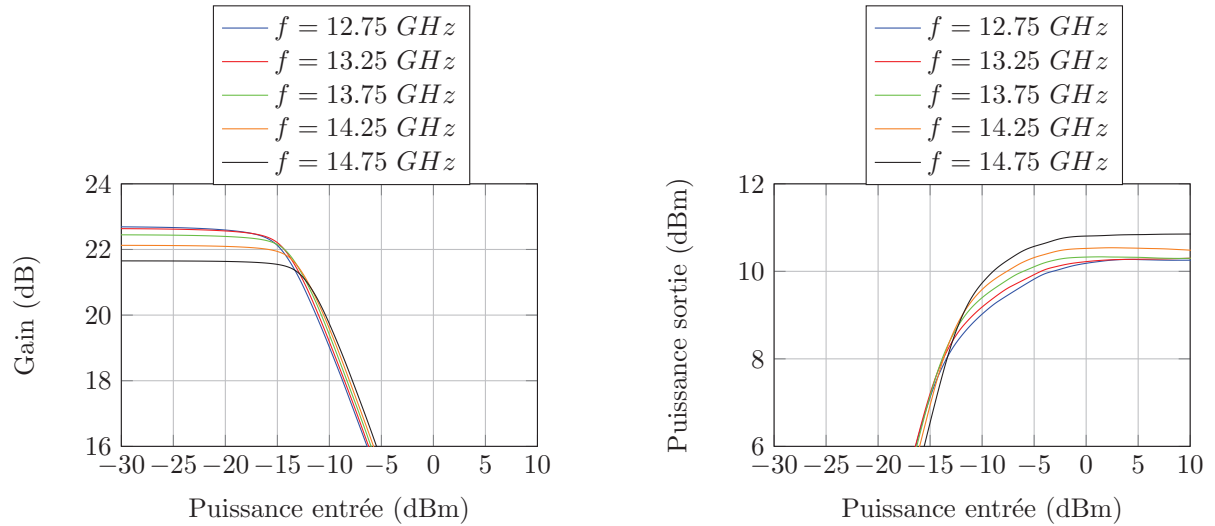 f = 12.75 GHz
f = 13.25 GHz
f = 13.75 GHz
f = 14.25 GHz
f = 14.75 GHz
24
22
20
18
16
Gain (dB)
−30 −25 −20 −15 −10 −5 0 5 10
Puissance entrée (dBm)
f = 12.75 GHz
f = 13.25 GHz
f = 13.75 GHz
f = 14.25 GHz
f = 14.75 GHz
12
10
8
6
Puissance sortie (dBm)
−30 −25 −20 −15 −10 −5 0 5 10
Puissance entrée (dBm)